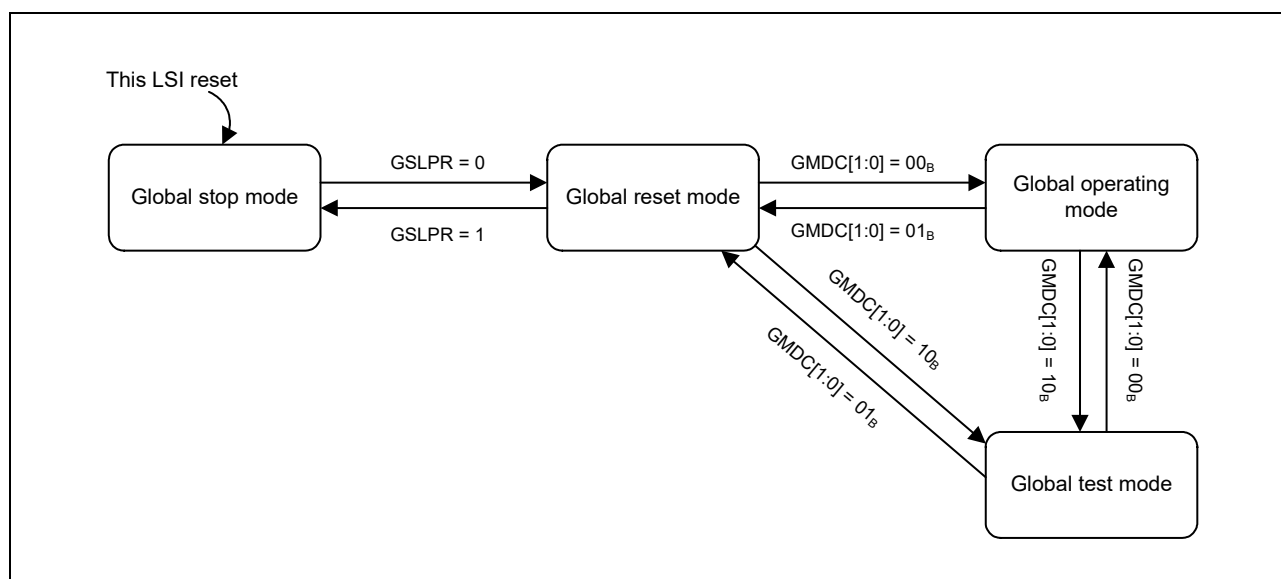 This LSI reset
Global stop mode
GSLPR = 0
GSLPR = 1
Global reset mode
GMDC[1:0] = 00B
GMDC[1:0] = 01B
Global operating
mode
GMDC[1:0] = 10B
GMDC[1:0] = 01B
GMDC[1:0] = 10B
GMDC[1:0] = 00B
Global test mode